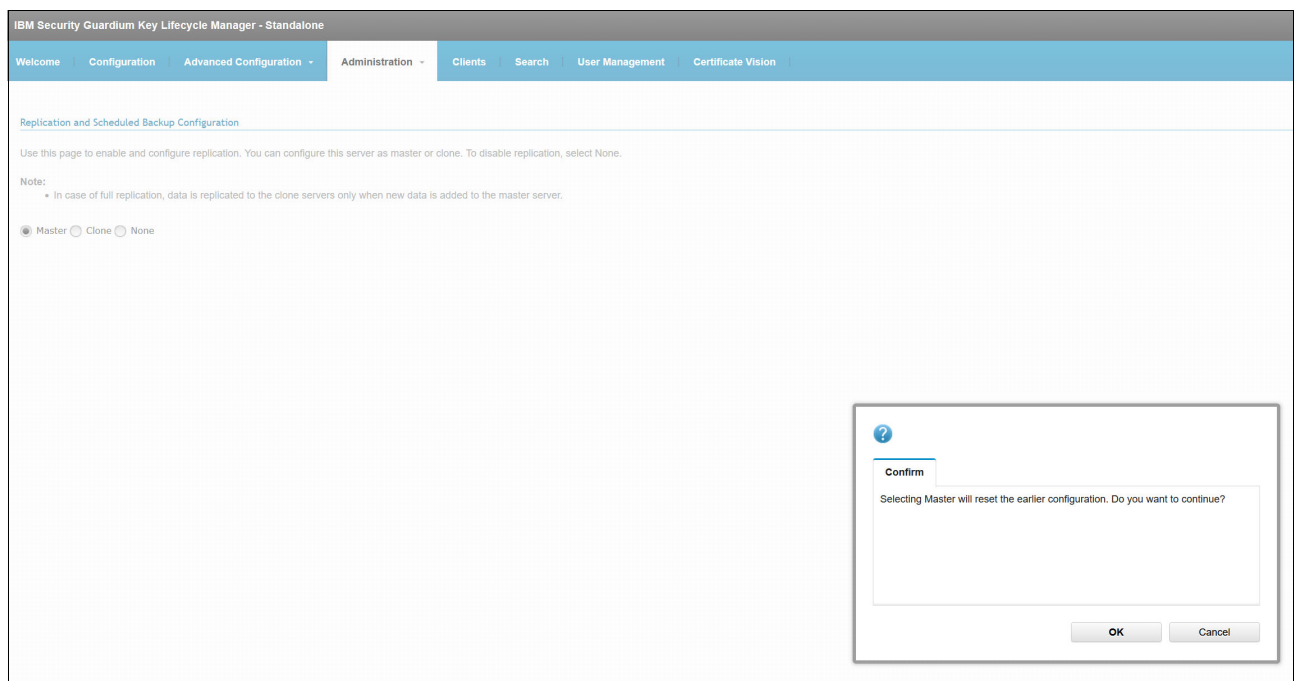 IBM Security Guardium Key Lifecycle Manager - Standalone
Welcome Configuration Advanced Configuration Administration Clients Search User Management Certificate Vision
Replication and Scheduled Backup Configuration
Use this page to enable and configure replication. You can configure this server as master or clone. To disable replication, select None.
Note:
• In case of full replication, data is replicated to the clone servers only when new data is added to the master server.
Master Clone None
?
Confirm
Selecting Master will reset the earlier configuration. Do you want to continue?
OK Cancel